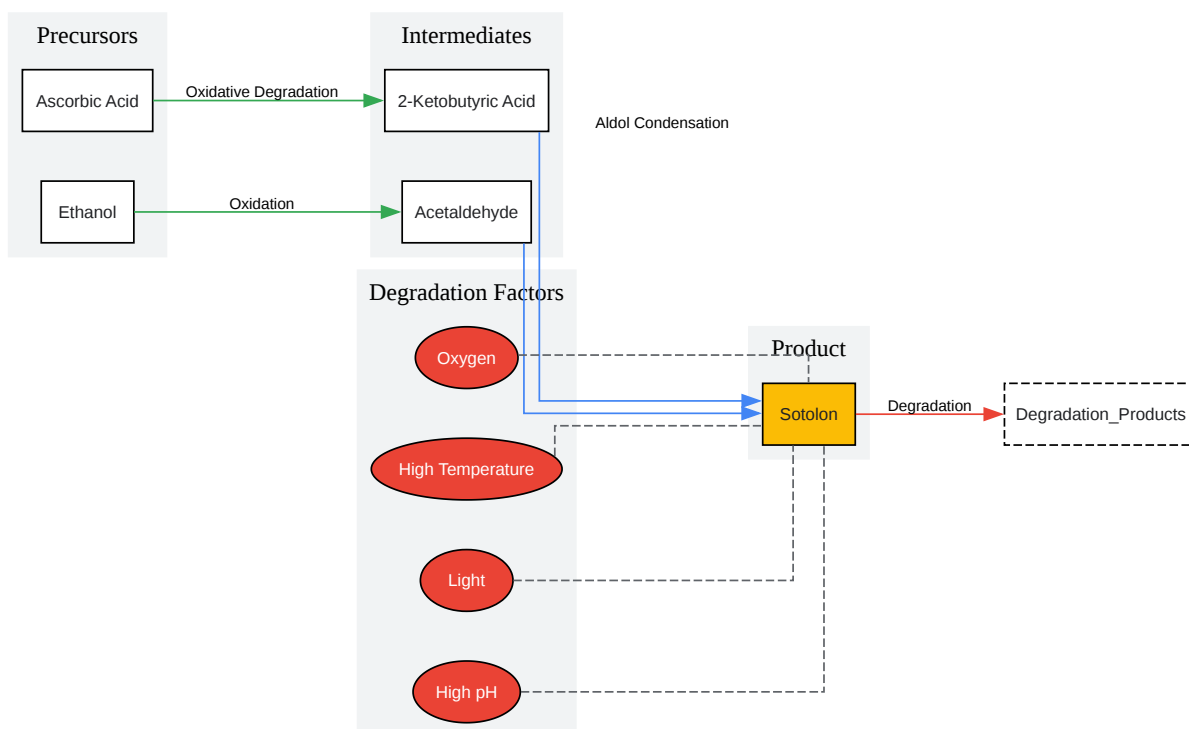 Precursors
Intermediates
Ascorbic Acid
Oxidative Degradation
2-Ketobutyric Acid
Aldol Condensation
Ethanol
Oxidation
Acetaldehyde
Degradation Factors
Oxygen
Product
Sotolon
Degradation
Degradation_Products
High Temperature
Light
High pH